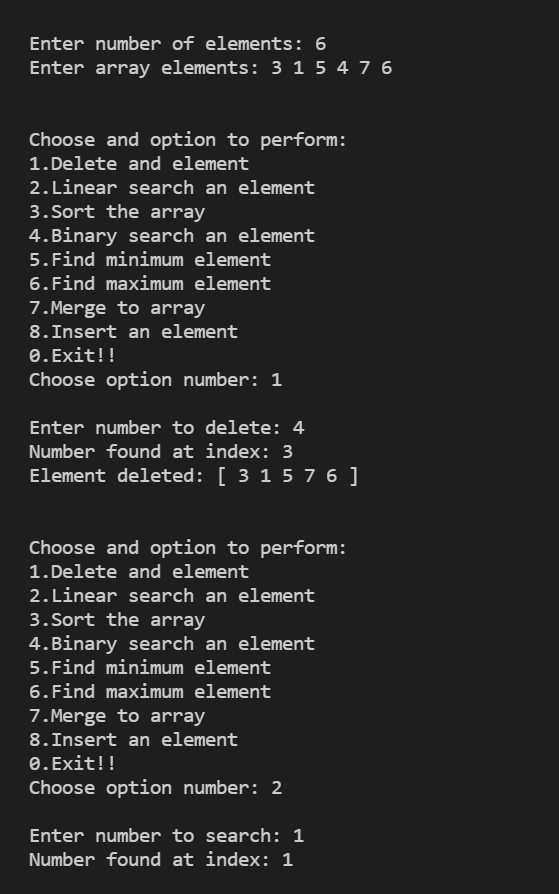 Enter number of elements: 6
Enter array elements: 3 1 5 4 7 6
Choose and option to perform:
1.Delete and element
2.Linear search an element
3.Sort the array
4.Binary search an element
5.Find minimum element
6.Find maximum element
7.Merge to array
8.Insert an element
0.Exit!!
Choose option number: 1
Enter number to delete: 4
Number found at index: 3
Element deleted: [ 3 1 5 7 6 ]
Choose and option to perform:
1.Delete and element
2.Linear search an element
3.Sort the array
4.Binary search an element
5.Find minimum element
6.Find maximum element
7.Merge to array
8.Insert an element
0.Exit!!
Choose option number: 2
Enter number to search: 1
Number found at index: 1